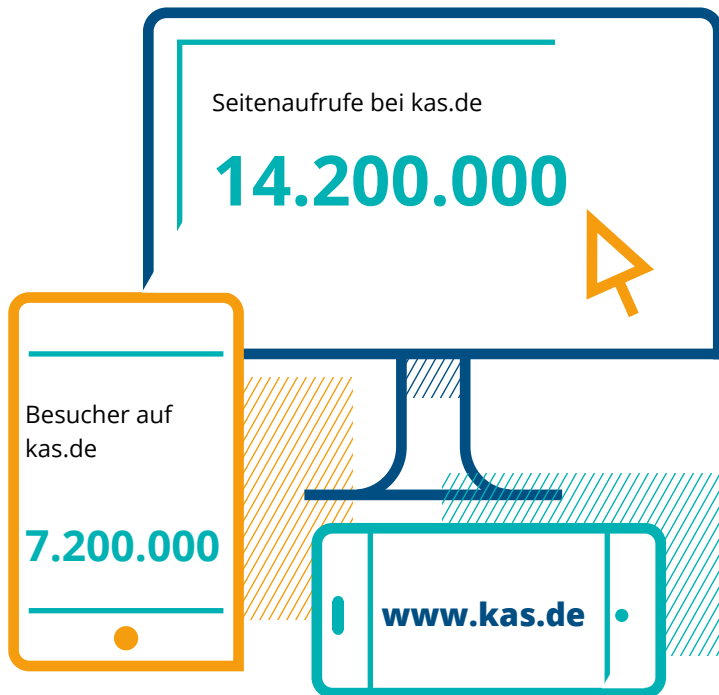 Seitenaufrufe bei kas.de
14.200.000
Besucher auf
kas.de
7.200.000
www.kas.de